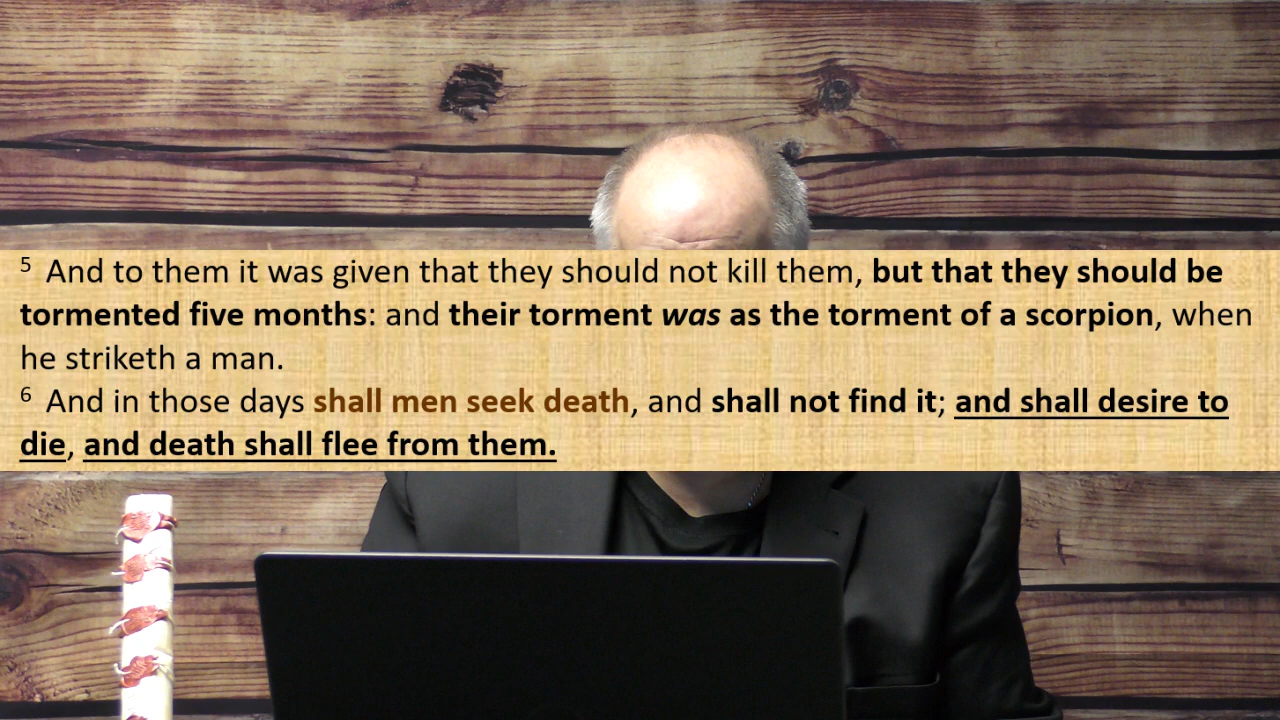 5 And to them it was given that they should not kill them, but that they should be
tormented five months: and their torment was as the torment of a scorpion, when
he striketh a man.
6 And in those days shall men seek death, and shall not find it; and shall desire to
die, and death shall flee from them.